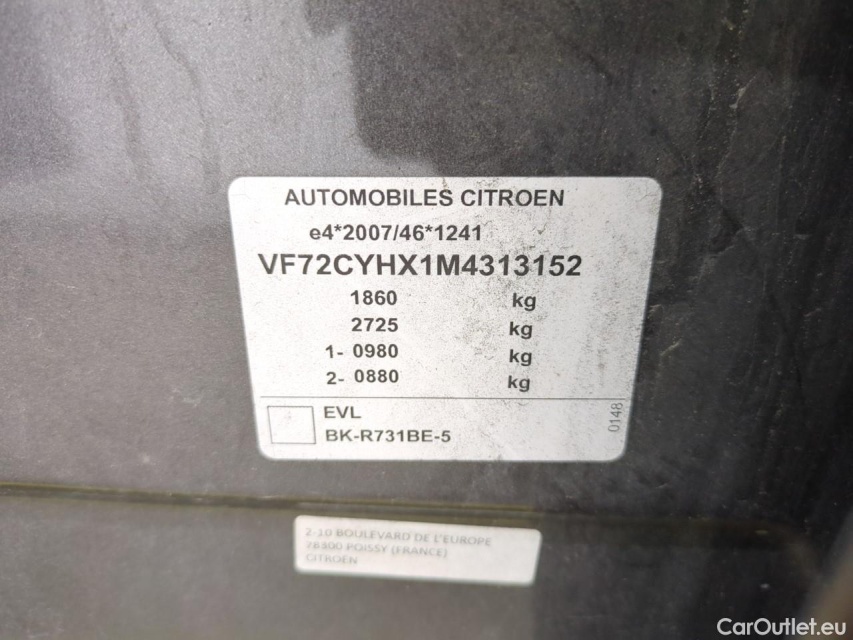 AUTOMOBILES CITROEN
e4*2007/46*1241
VF72CYHX1M4313152
1860 kg
2725 kg
1- 0980 kg
2- 0880 kg
EVL
BK-R731BE-5
0148
2-10 BOULEVARD DE L'EUROPE
78300 POISSY (FRANCE)
CITROËN
CarOutlet.eu